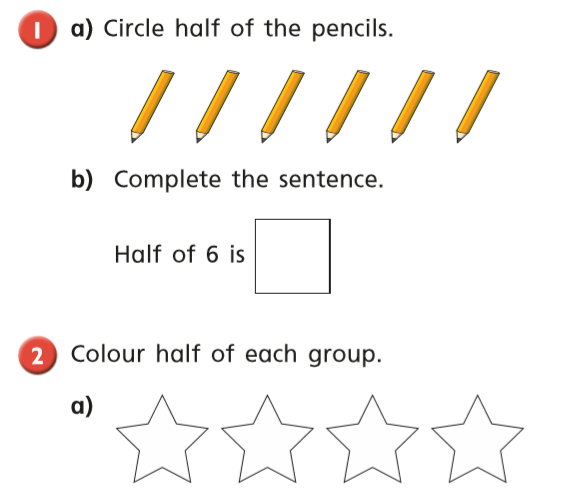 1 a) Circle half of the pencils.
b) Complete the sentence.
Half of 6 is
2 Colour half of each group.
a)